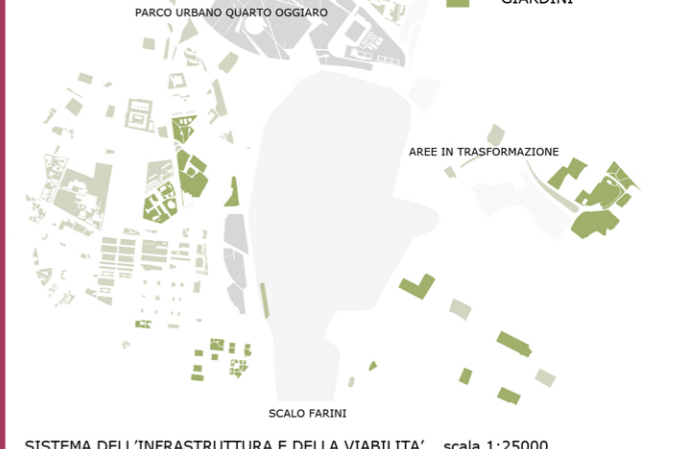 GIARDINI
PARCO URBANO QUARTO OGGIARO
AREE IN TRASFORMAZIONE
SCALO FARINI
SISTEMA DELL'INFRASTRUTTURA E DELLA VIABILITA' scala 1:25000